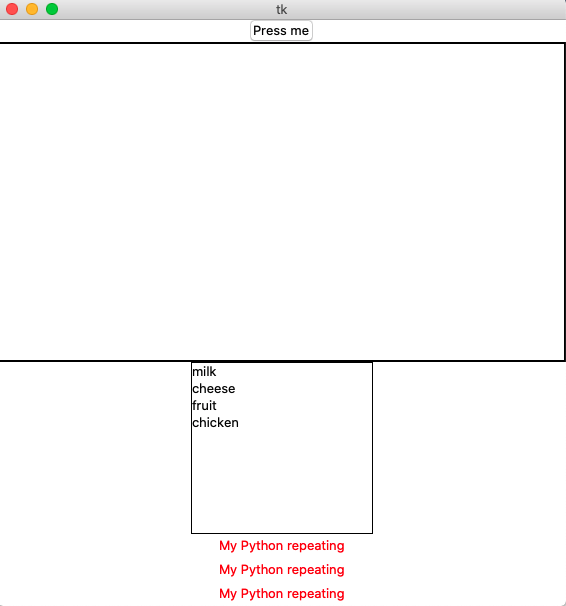 tk
Press me
milk
cheese
fruit
chicken
My Python repeating
My Python repeating
My Python repeating